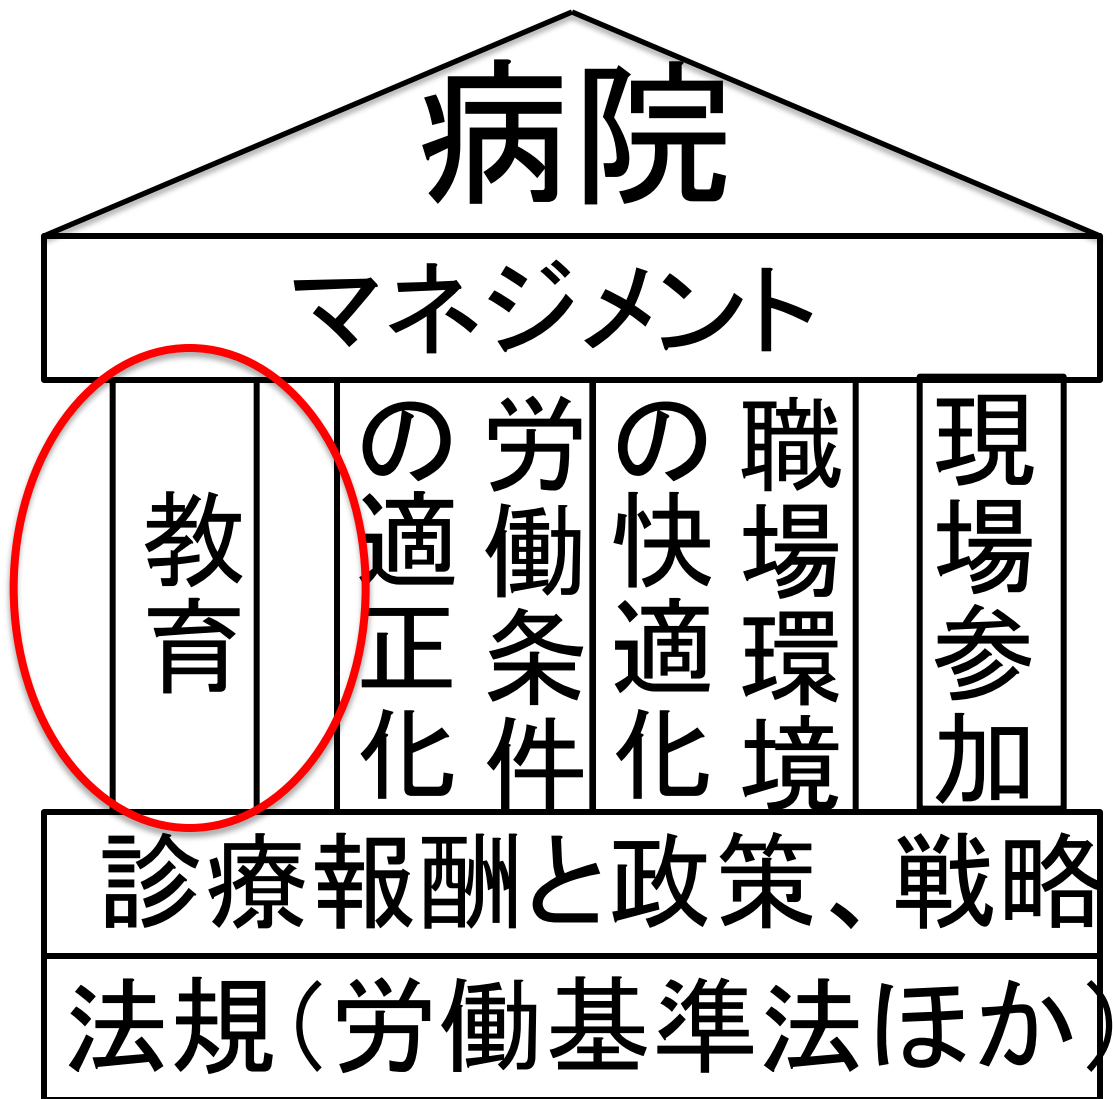 病院
マネジメント
教育
労働条件
の適正化
職場環境
の快適化
現場参加
診療報酬と政策、戦略
法規（労働基準法ほか）